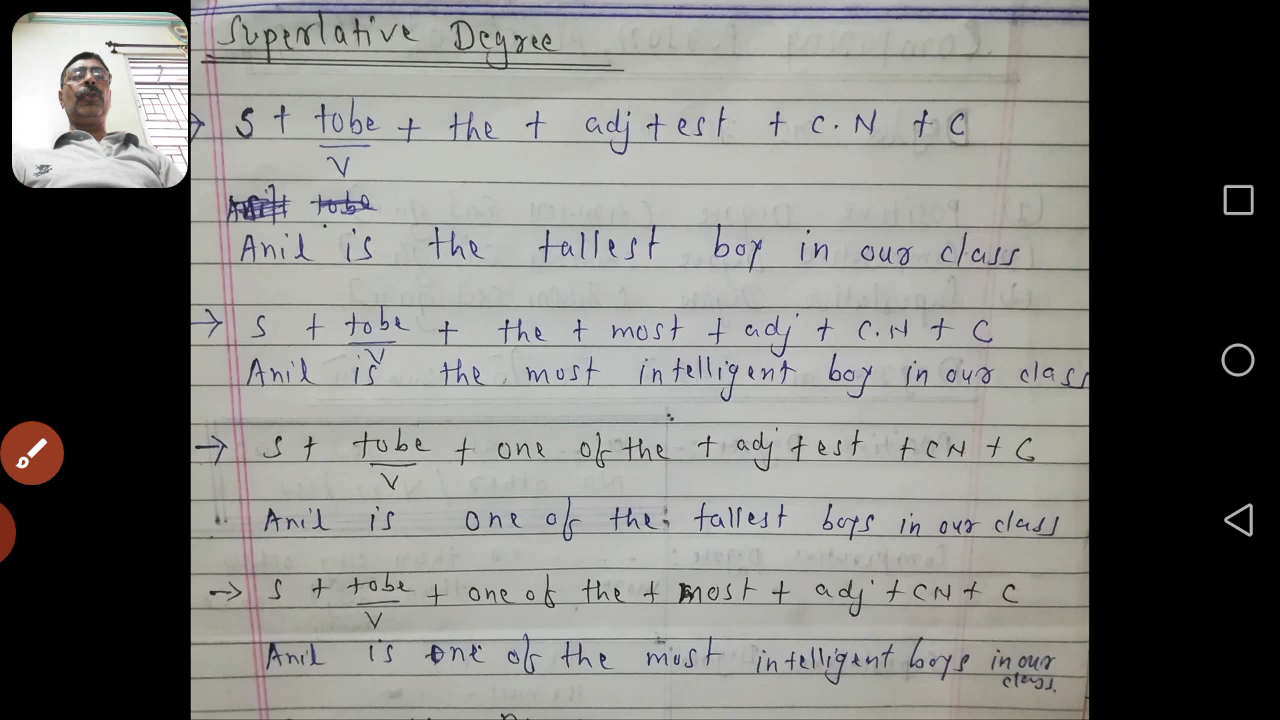 Superlative Degree
→ S + tobe/V + the + adj + est + C.N + C
Anil is the tallest boy in our class
→ S + tobe/V + the + most + adj + C.N + C
Anil is the most intelligent boy in our class
→ S + tobe/V + one of the + adj + est + CN + C
Anil is one of the tallest boys in our class
→ S + tobe/V + one of the + most + adj + CN + C
Anil is one of the most intelligent boys in our
class.